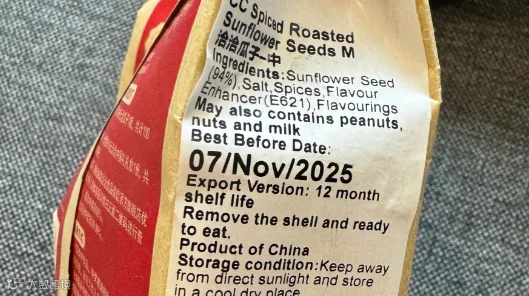 CC Spiced Roasted
Sunflower Seeds M
洽洽瓜子-中
Ingredients:Sunflower Seed
(94%),Salt,Spices,Flavour
Enhancer(E621),Flavourings
May also contains peanuts,
nuts and milk
Best Before Date:
07/Nov/2025
Export Version: 12 month
shelf life
Remove the shell and ready
to eat.
Product of China
Storage condition:Keep away
from direct sunlight and store
in a cool dry place